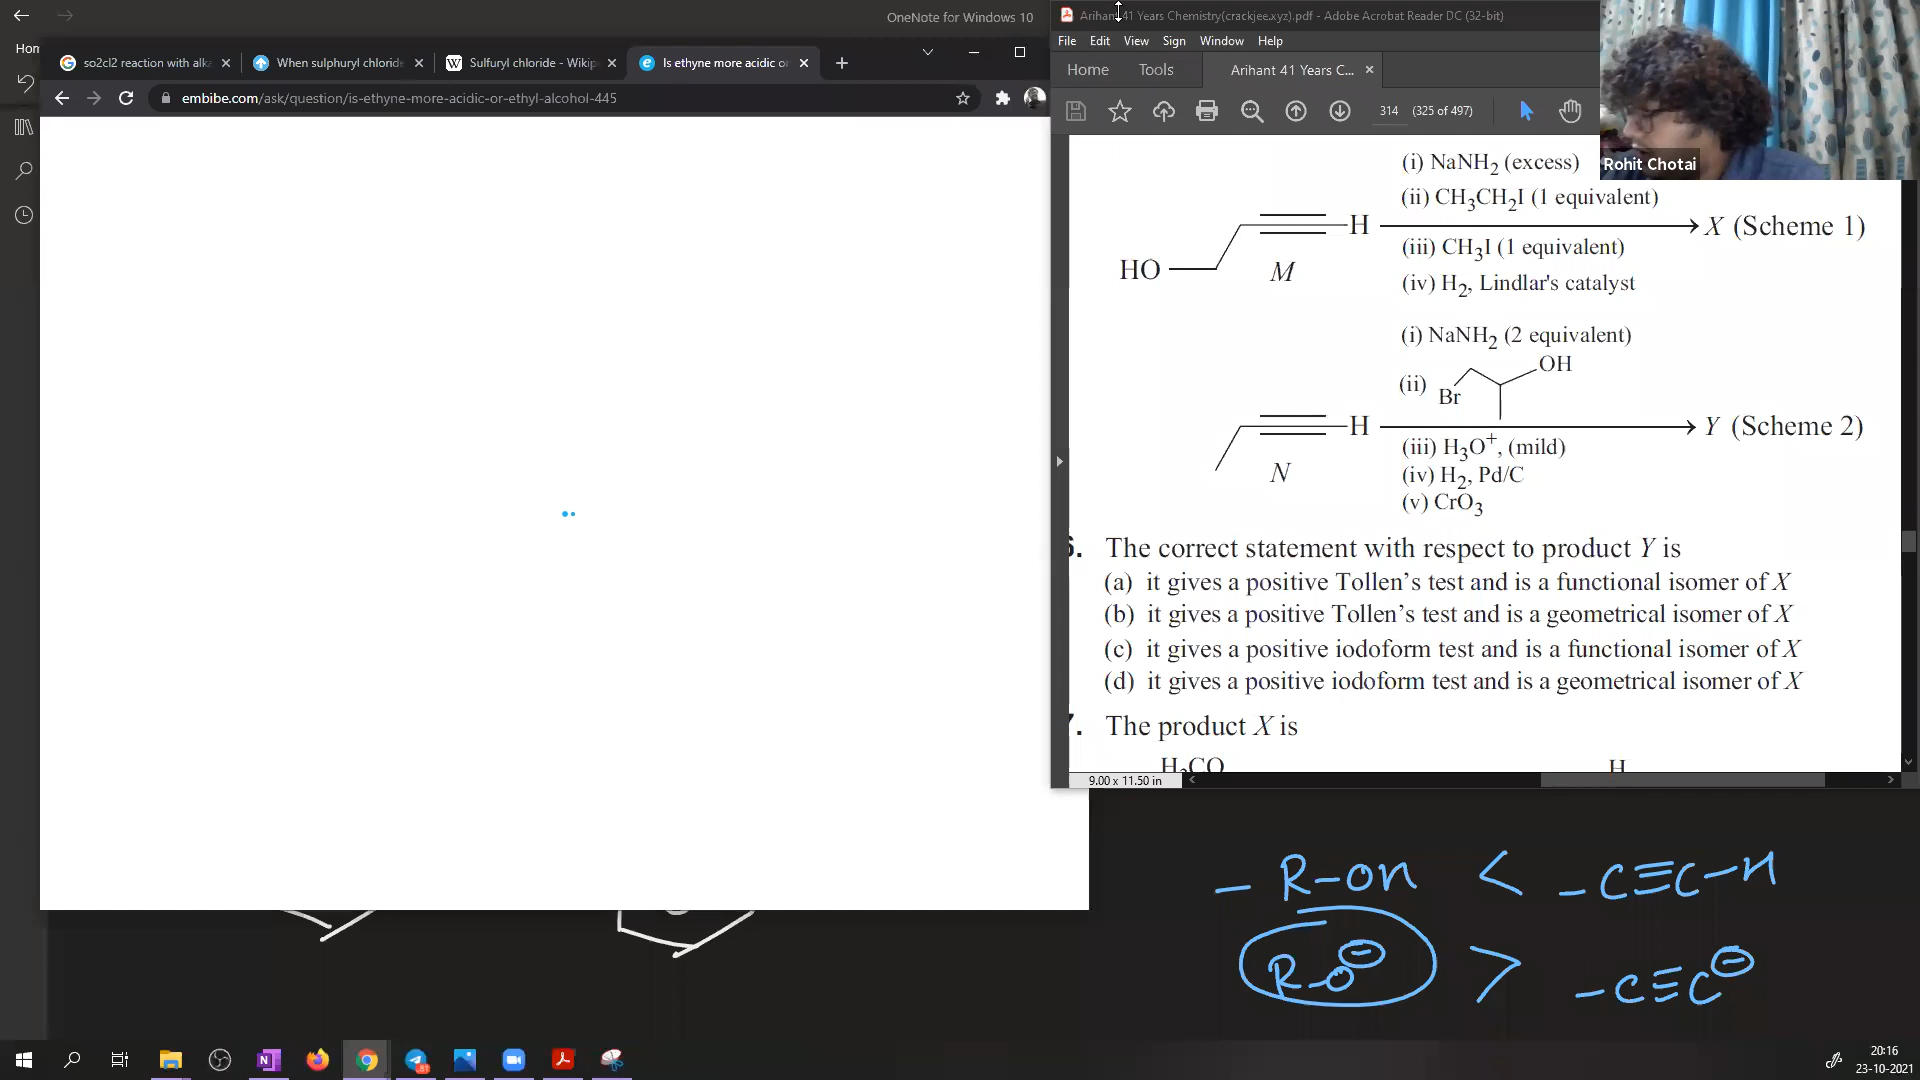 OneNote for Windows 10
Hom
so2cl2 reaction with alka
When sulphuryl chloride
Sulfuryl chloride - Wikip
Is ethyne more acidic or
embibe.com/ask/question/is-ethyne-more-acidic-or-ethyl-alcohol-445
Arihant 41 Years Chemistry(crackjee.xyz).pdf - Adobe Acrobat Reader DC (32-bit)
File Edit View Sign Window Help
Home Tools Arihant 41 Years C...
314 (325 of 497)
Rohit Chotai
(i) NaNH2 (excess)
(ii) CH3CH2I (1 equivalent)
HO H X (Scheme 1)
M
(iii) CH3I (1 equivalent)
(iv) H2, Lindlar's catalyst
(i) NaNH2 (2 equivalent)
(ii) Br OH
H Y (Scheme 2)
N
(iii) H3O+, (mild)
(iv) H2, Pd/C
(v) CrO3
6. The correct statement with respect to product Y is
(a) it gives a positive Tollen's test and is a functional isomer of X
(b) it gives a positive Tollen's test and is a geometrical isomer of X
(c) it gives a positive iodoform test and is a functional isomer of X
(d) it gives a positive iodoform test and is a geometrical isomer of X
7. The product X is
H3CO H
9.00 x 11.50 in
– R–OH < –C≡C–H
R–O⊖ > –C≡C⊖
20:16
23-10-2021